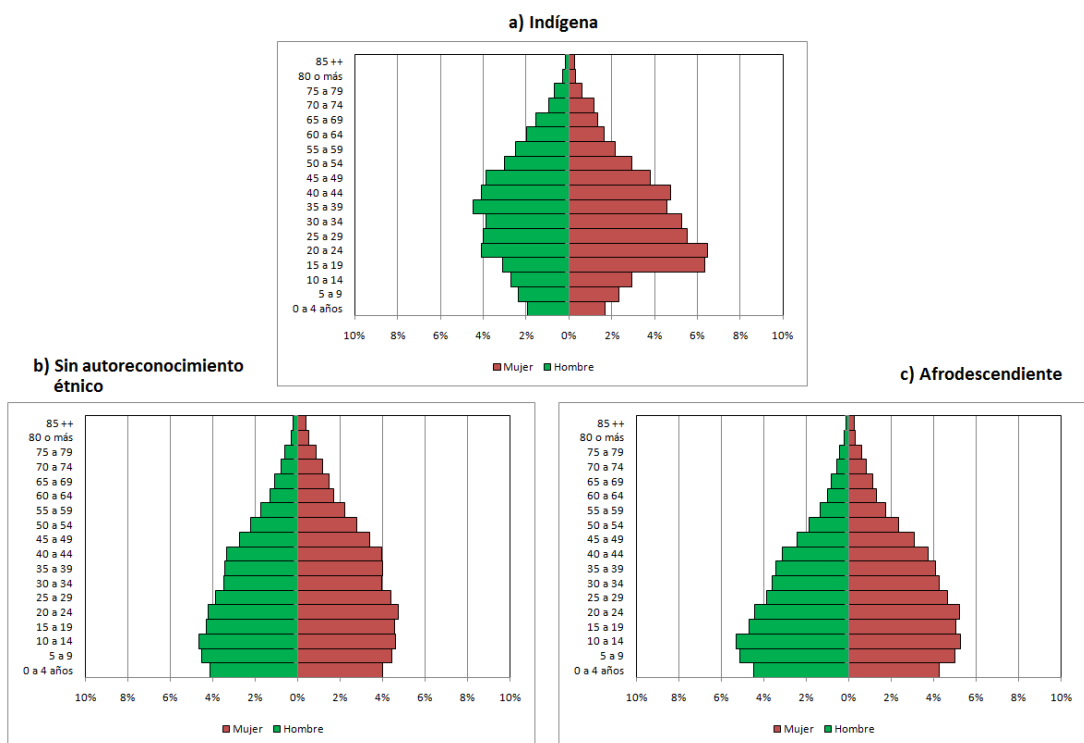 a) Indígena
85 ++
80 o más
75 a 79
70 a 74
65 a 69
60 a 64
55 a 59
50 a 54
45 a 49
40 a 44
35 a 39
30 a 34
25 a 29
20 a 24
15 a 19
10 a 14
5 a 9
0 a 4 años
10% 8% 6% 4% 2% 0% 2% 4% 6% 8% 10%
Mujer Hombre
b) Sin autoreconocimiento
étnico
85 ++
80 o más
75 a 79
70 a 74
65 a 69
60 a 64
55 a 59
50 a 54
45 a 49
40 a 44
35 a 39
30 a 34
25 a 29
20 a 24
15 a 19
10 a 14
5 a 9
0 a 4 años
10% 8% 6% 4% 2% 0% 2% 4% 6% 8% 10%
Mujer Hombre
c) Afrodescendiente
85 ++
80 o más
75 a 79
70 a 74
65 a 69
60 a 64
55 a 59
50 a 54
45 a 49
40 a 44
35 a 39
30 a 34
25 a 29
20 a 24
15 a 19
10 a 14
5 a 9
0 a 4 años
10% 8% 6% 4% 2% 0% 2% 4% 6% 8% 10%
Mujer Hombre